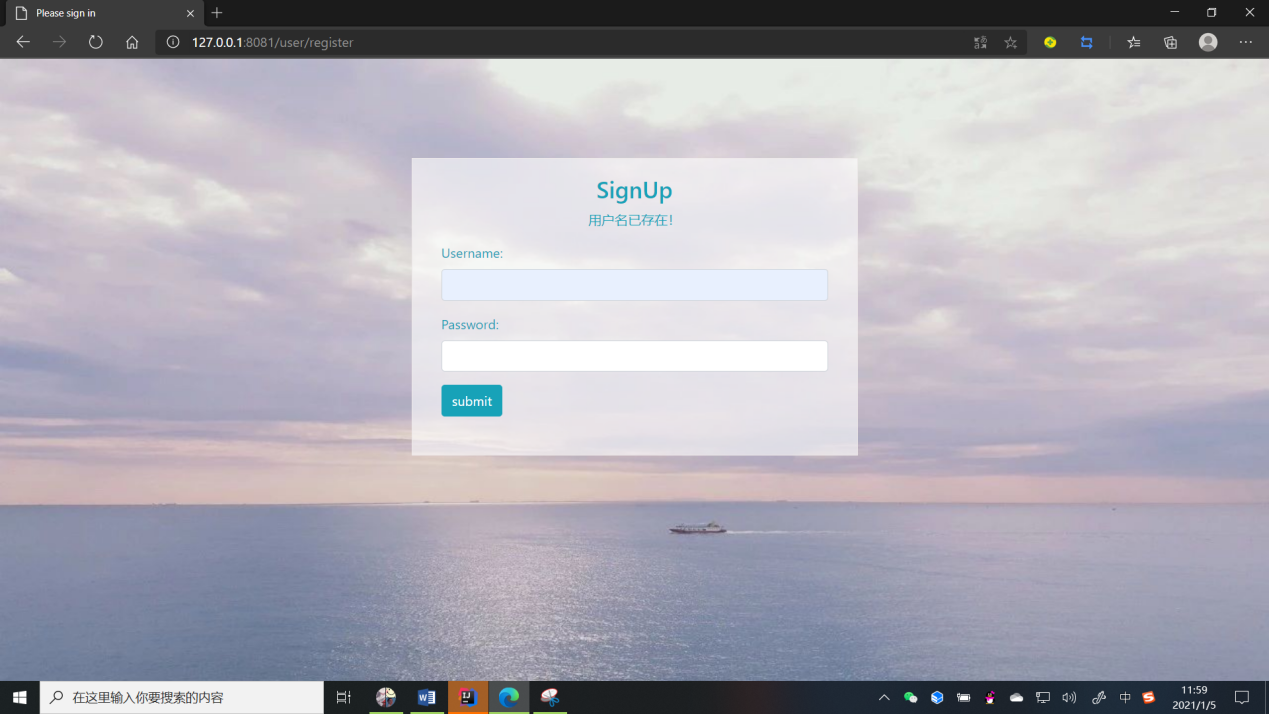 Please sign in
127.0.0.1:8081/user/register
SignUp
用户名已存在!
Username:
Password:
submit
在这里输入你要搜索的内容
中
11:59
2021/1/5